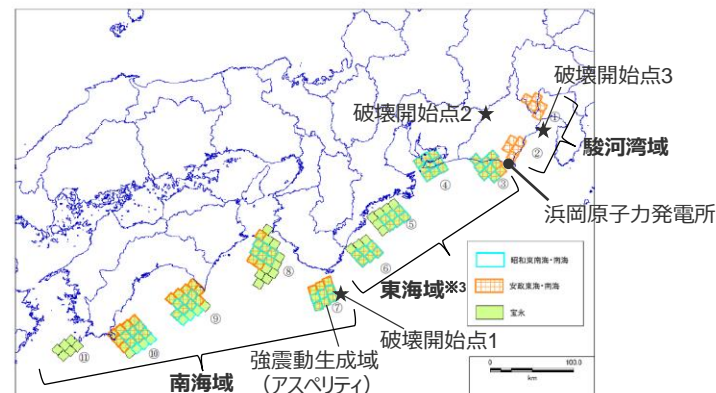 破壊開始点3
破壊開始点2
①
②
駿河湾域
③
④
浜岡原子力発電所
⑤
⑥
東海域※3
昭和東南海・南海
安政東海・南海
宝永
⑦
⑧
破壊開始点1
⑨
⑩
⑪
強震動生成域
(アスペリティ)
南海域
0
103.0
km